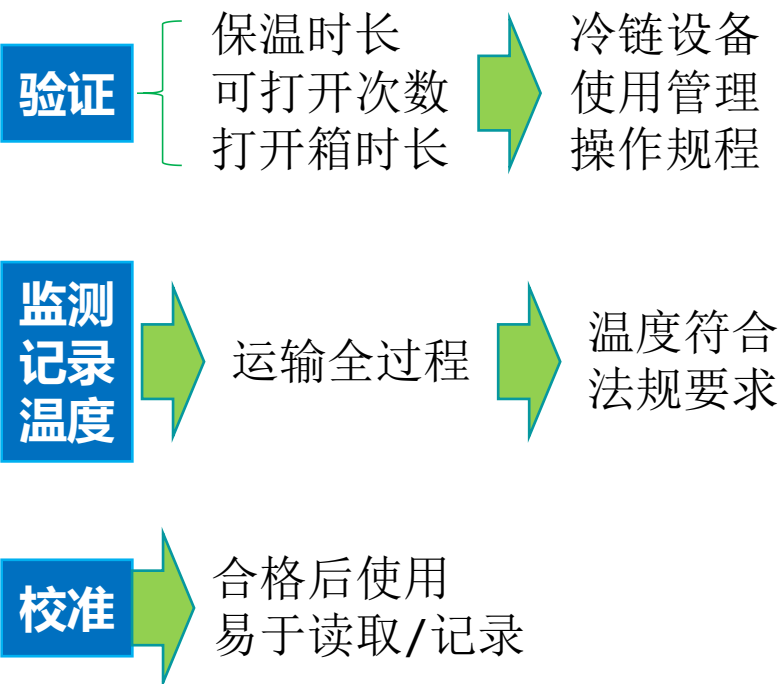 验证
保温时长
可打开次数
打开箱时长
冷链设备
使用管理
操作规程
监测
记录
温度
运输全过程
温度符合
法规要求
校准
合格后使用
易于读取/记录